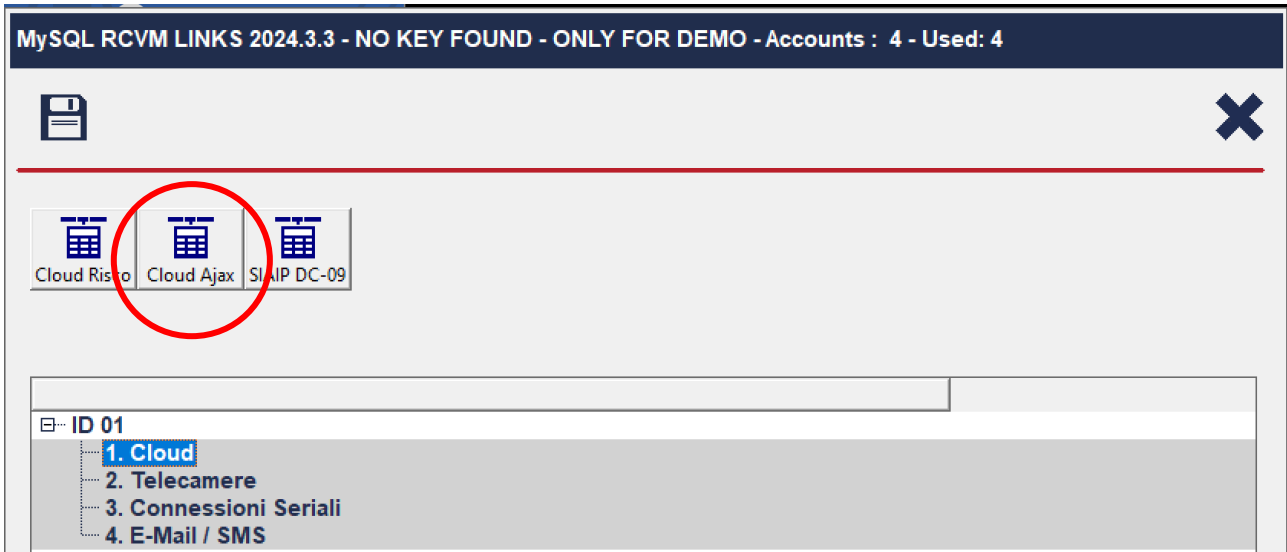 MySQL RCVM LINKS 2024.3.3 - NO KEY FOUND - ONLY FOR DEMO - Accounts :  4 - Used: 4
Cloud Risco Cloud Ajax SIAIP DC-09
ID 01
1. Cloud
2. Telecamere
3. Connessioni Seriali
4. E-Mail / SMS